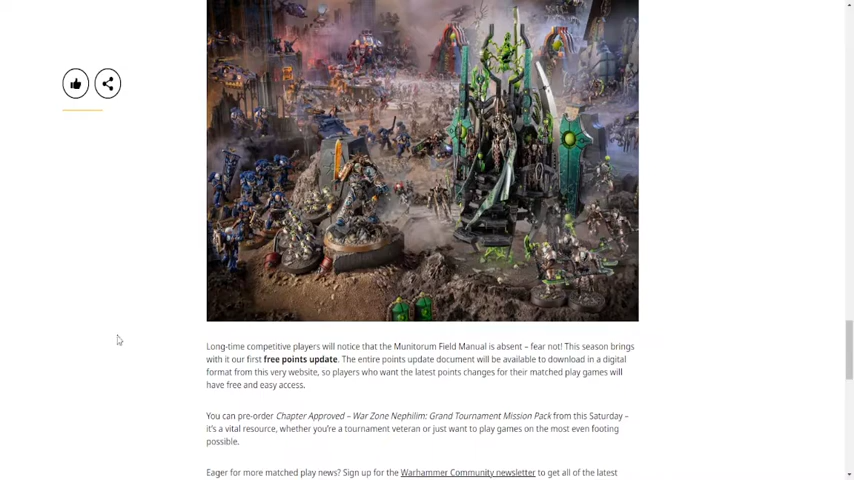 Long-time competitive players will notice that the Munitorum Field Manual is absent – fear not! This season brings
with it our first free points update. The entire points update document will be available to download in a digital
format from this very website, so players who want the latest points changes for their matched play games will
have free and easy access.
You can pre-order Chapter Approved – War Zone Nephilim: Grand Tournament Mission Pack from this Saturday –
it's a vital resource, whether you're a tournament veteran or just want to play games on the most even footing
possible.
Eager for more matched play news? Sign up for the Warhammer Community newsletter to get all of the latest